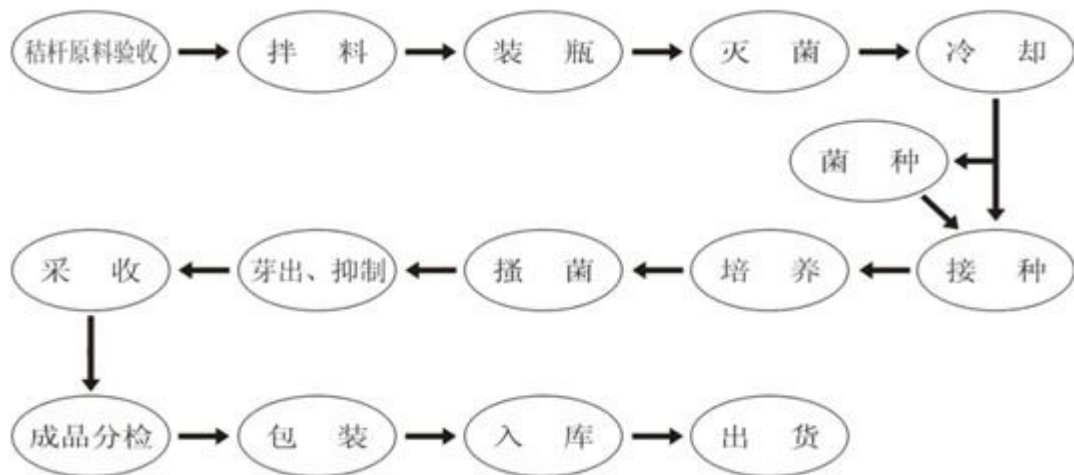 秸杆原料验收
拌 料
装 瓶
灭 菌
冷 却
菌 种
接 种
培 养
搔 菌
芽出、抑制
采 收
成品分检
包 装
入 库
出 货